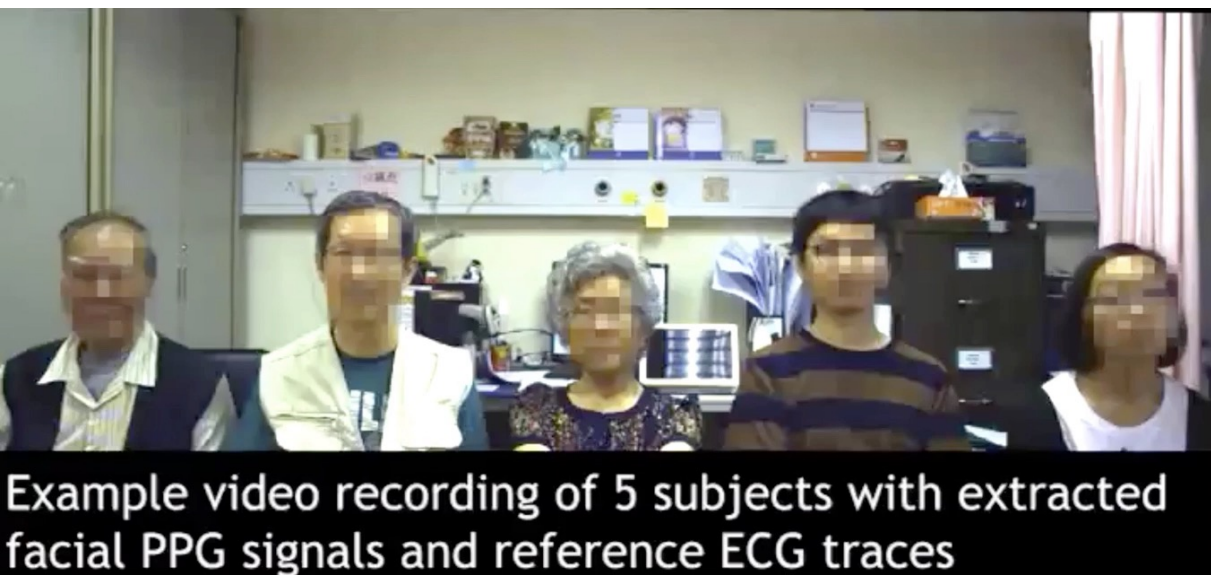 Example video recording of 5 subjects with extracted
facial PPG signals and reference ECG traces